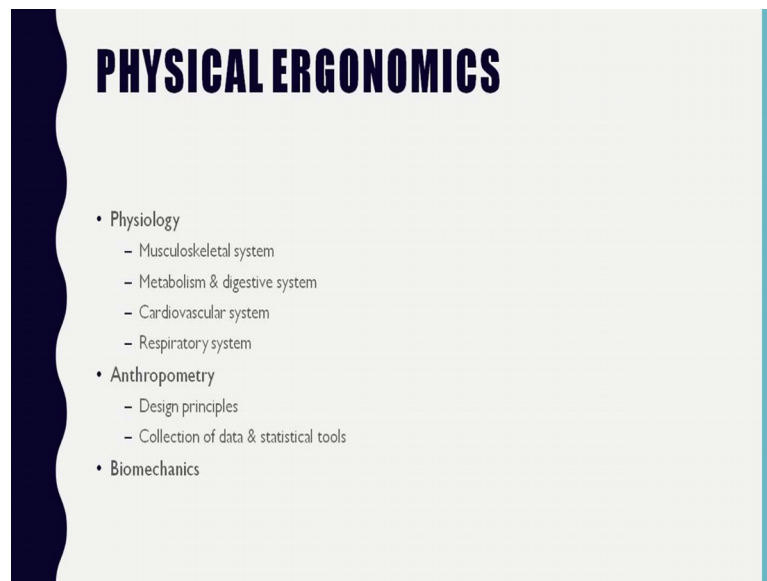 PHYSICAL ERGONOMICS
• Physiology
– Musculoskeletal system
– Metabolism & digestive system
– Cardiovascular system
– Respiratory system
• Anthropometry
– Design principles
– Collection of data & statistical tools
• Biomechanics